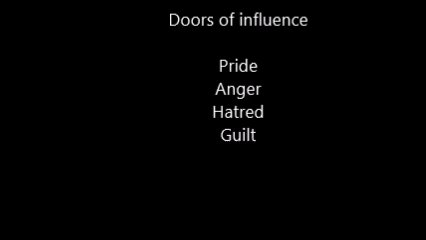 Doors of influence
Pride
Anger
Hatred
Guilt